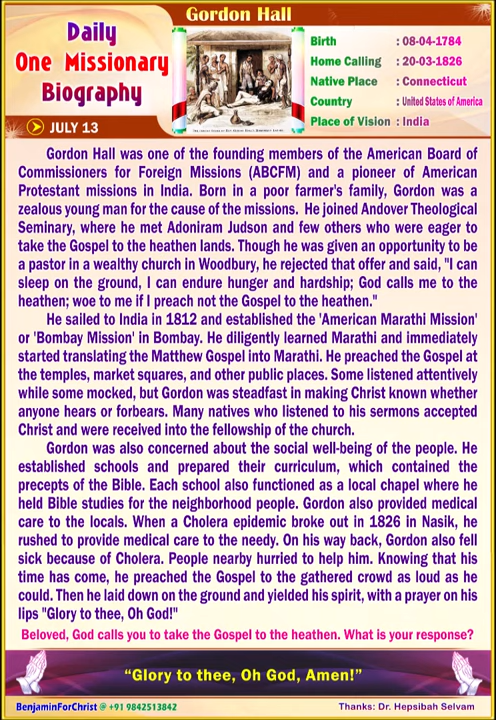 Gordon Hall
Daily
One Missionary
Biography
JULY 13
Birth : 08-04-1784
Home Calling : 20-03-1826
Native Place : Connecticut
Country : United States of America
Place of Vision : India
Gordon Hall was one of the founding members of the American Board of
Commissioners for Foreign Missions (ABCFM) and a pioneer of American
Protestant missions in India. Born in a poor farmer's family, Gordon was a
zealous young man for the cause of the missions. He joined Andover Theological
Seminary, where he met Adoniram Judson and few others who were eager to
take the Gospel to the heathen lands. Though he was given an opportunity to be
a pastor in a wealthy church in Woodbury, he rejected that offer and said, "I can
sleep on the ground, I can endure hunger and hardship; God calls me to the
heathen; woe to me if I preach not the Gospel to the heathen."
He sailed to India in 1812 and established the 'American Marathi Mission'
or 'Bombay Mission' in Bombay. He diligently learned Marathi and immediately
started translating the Matthew Gospel into Marathi. He preached the Gospel at
the temples, market squares, and other public places. Some listened attentively
while some mocked, but Gordon was steadfast in making Christ known whether
anyone hears or forbears. Many natives who listened to his sermons accepted
Christ and were received into the fellowship of the church.
Gordon was also concerned about the social well-being of the people. He
established schools and prepared their curriculum, which contained the
precepts of the Bible. Each school also functioned as a local chapel where he
held Bible studies for the neighborhood people. Gordon also provided medical
care to the locals. When a Cholera epidemic broke out in 1826 in Nasik, he
rushed to provide medical care to the needy. On his way back, Gordon also fell
sick because of Cholera. People nearby hurried to help him. Knowing that his
time has come, he preached the Gospel to the gathered crowd as loud as he
could. Then he laid down on the ground and yielded his spirit, with a prayer on his
lips "Glory to thee, Oh God!"
Beloved, God calls you to take the Gospel to the heathen. What is your response?
“Glory to thee, Oh God, Amen!”
BenjaminForChrist @ +91 9842513842
Thanks: Dr. Hepsibah Selvam